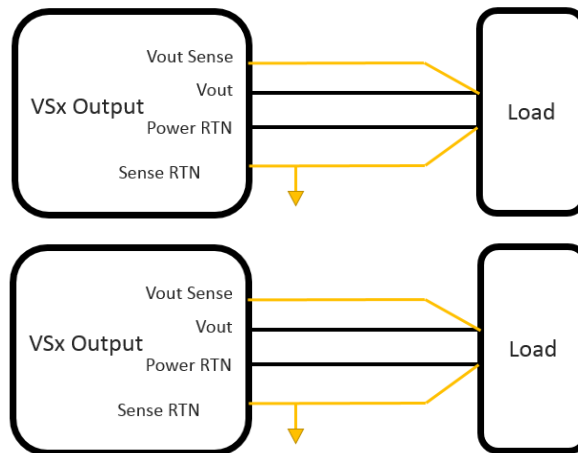 Vout Sense
Vout
VSx Output
Power RTN
Sense RTN
Load
Vout Sense
Vout
VSx Output
Power RTN
Sense RTN
Load